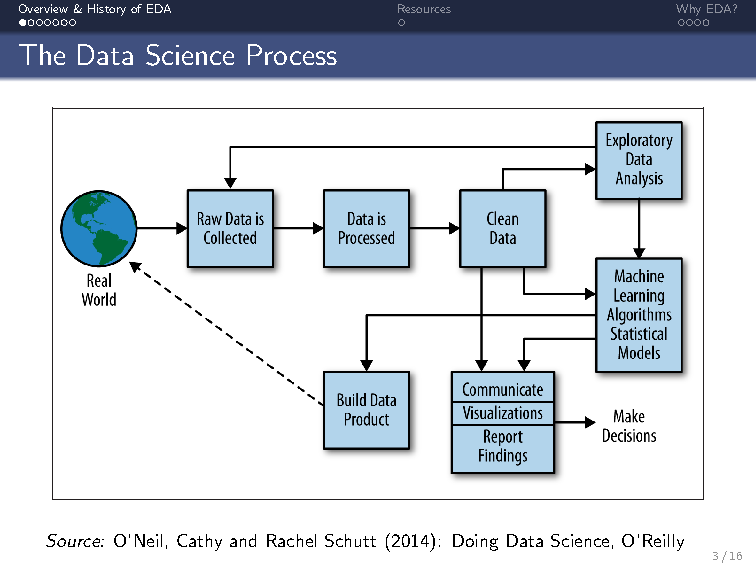 Overview & History of EDA
Resources
Why EDA?
The Data Science Process
Exploratory
Data
Analysis
Raw Data is
Collected
Data is
Processed
Clean
Data
Real
World
Machine
Learning
Algorithms
Statistical
Models
Build Data
Product
Communicate
Visualizations
Report
Findings
Make
Decisions
Source: O'Neil, Cathy and Rachel Schutt (2014): Doing Data Science, O'Reilly
3 / 16